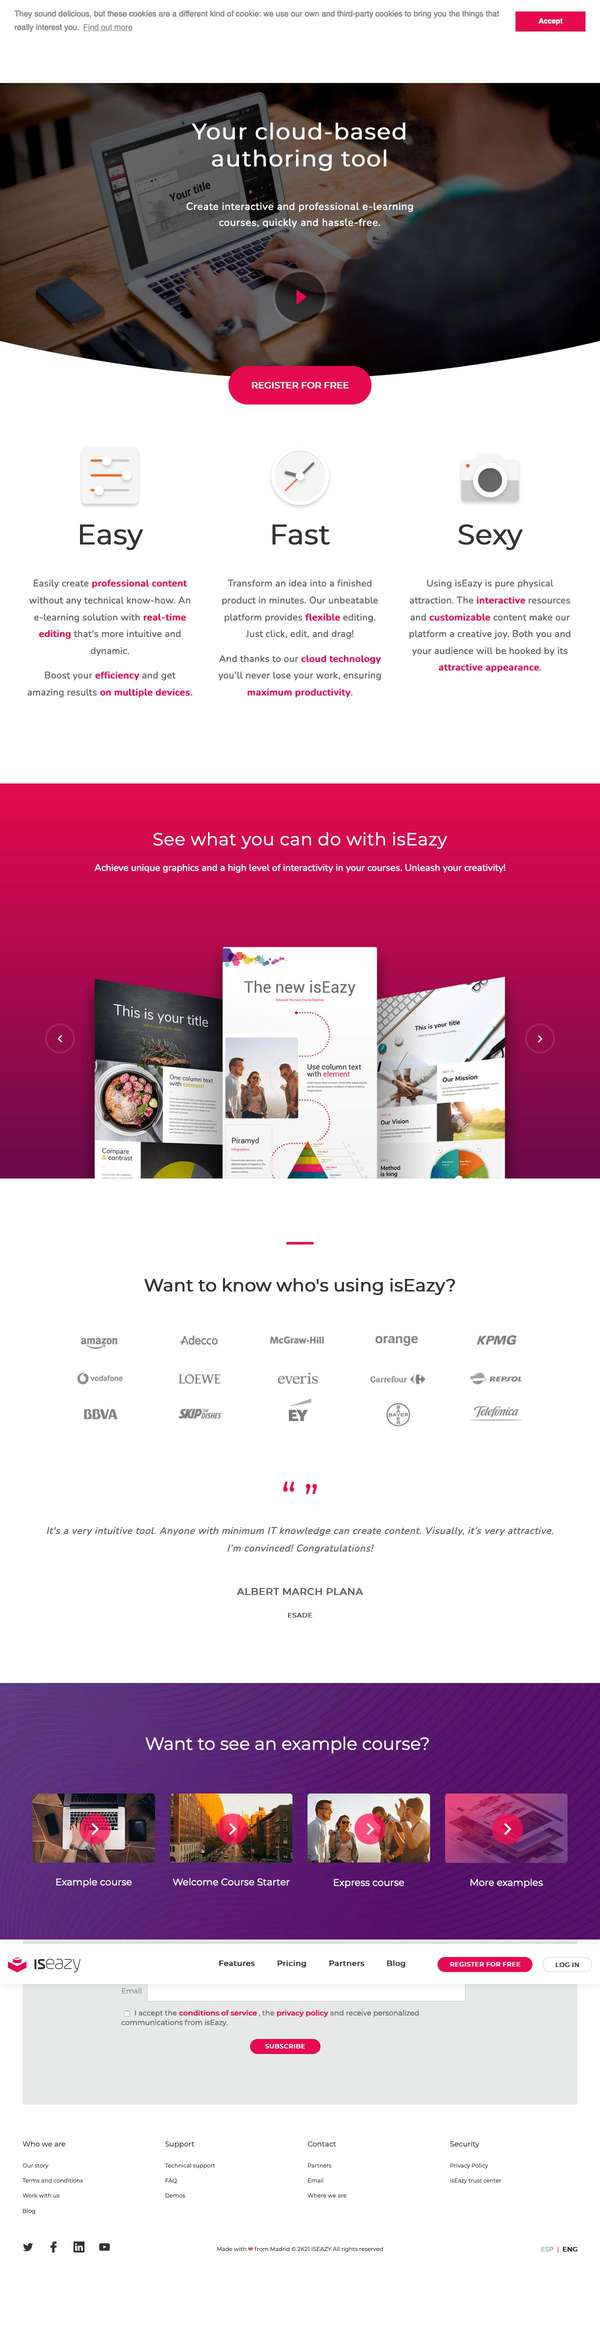 They sound delicious, but these cookies are a different kind of cookie: we use our own and third-party cookies to bring you the things that
really interest you. Find out more
Accept
Your cloud-based
authoring tool
Your title
Create interactive and professional e-learning
courses, quickly and hassle-free.
REGISTER FOR FREE
Easy
Easily create professional content
without any technical know-how. An
e-learning solution with real-time
editing that's more intuitive and
dynamic.
Boost your efficiency and get
amazing results on multiple devices.
Fast
Transform an idea into a finished
product in minutes. Our unbeatable
platform provides flexible editing.
Just click, edit, and drag!
And thanks to our cloud technology
you'll never lose your work, ensuring
maximum productivity.
Sexy
Using isEazy is pure physical
attraction. The interactive resources
and customizable content make our
platform a creative joy. Both you and
your audience will be hooked by its
attractive appearance.
See what you can do with isEazy
Achieve unique graphics and a high level of interactivity in your courses. Unleash your creativity!
This is your title
One column text
with element
Compare
& contrast
The new isEazy
Use column text
with element
Piramyd
This is your title
Our Mission
Our Vision
Method
is king
Want to know who's using isEazy?
amazon
Adecco
McGraw-Hill
orange
KPMG
vodafone
LOEWE
everis
Carrefour
REPSOL
BBVA
SKIP THE DISHES
EY
BAYER
Telefónica
“ ”
It's a very intuitive tool. Anyone with minimum IT knowledge can create content. Visually, it's very attractive.
I'm convinced! Congratulations!
ALBERT MARCH PLANA
ESADE
Want to see an example course?
Example course
Welcome Course Starter
Express course
More examples
ISeazy
Features
Pricing
Partners
Blog
REGISTER FOR FREE
LOG IN
Email
I accept the conditions of service , the privacy policy and receive personalized
communications from isEazy.
SUBSCRIBE
Who we are
Our story
Terms and conditions
Work with us
Blog
Support
Technical support
FAQ
Demos
Contact
Partners
Email
Where we are
Security
Privacy Policy
isEazy trust center
Made with ❤ from Madrid © 2K21 ISEAZY All rights reserved
ESP | ENG